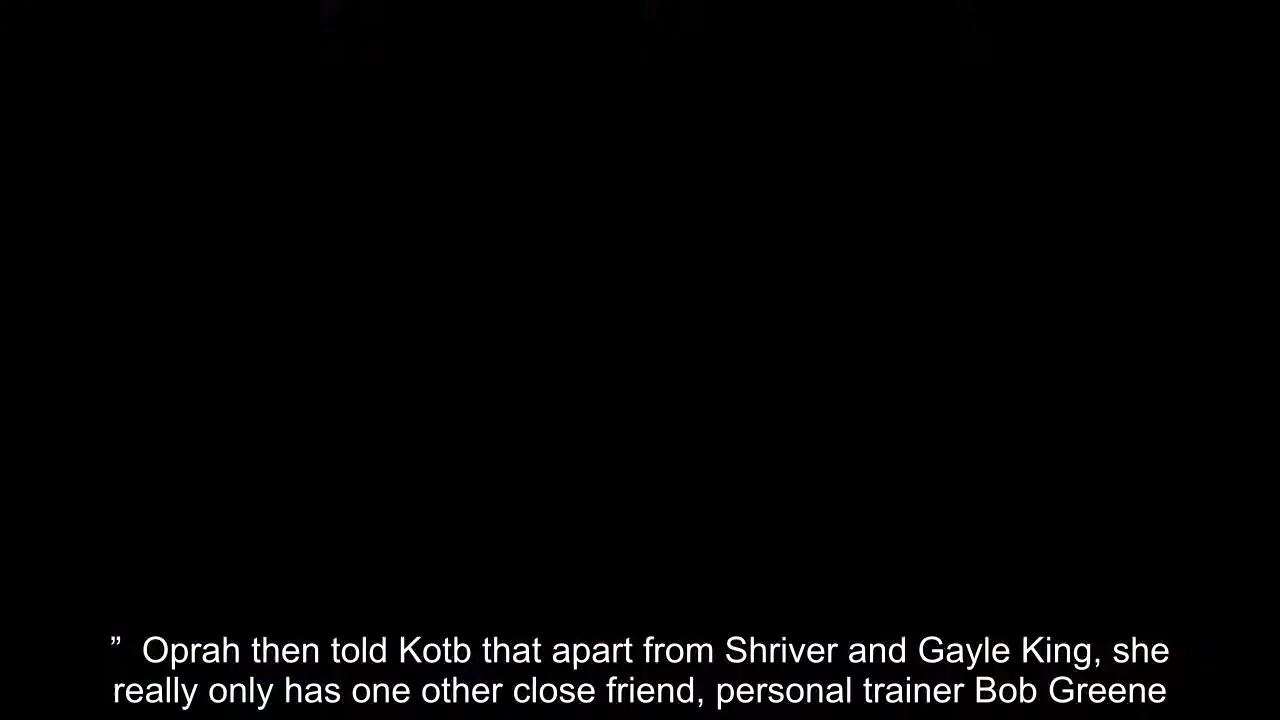 ” Oprah then told Kotb that apart from Shriver and Gayle King, she
really only has one other close friend, personal trainer Bob Greene